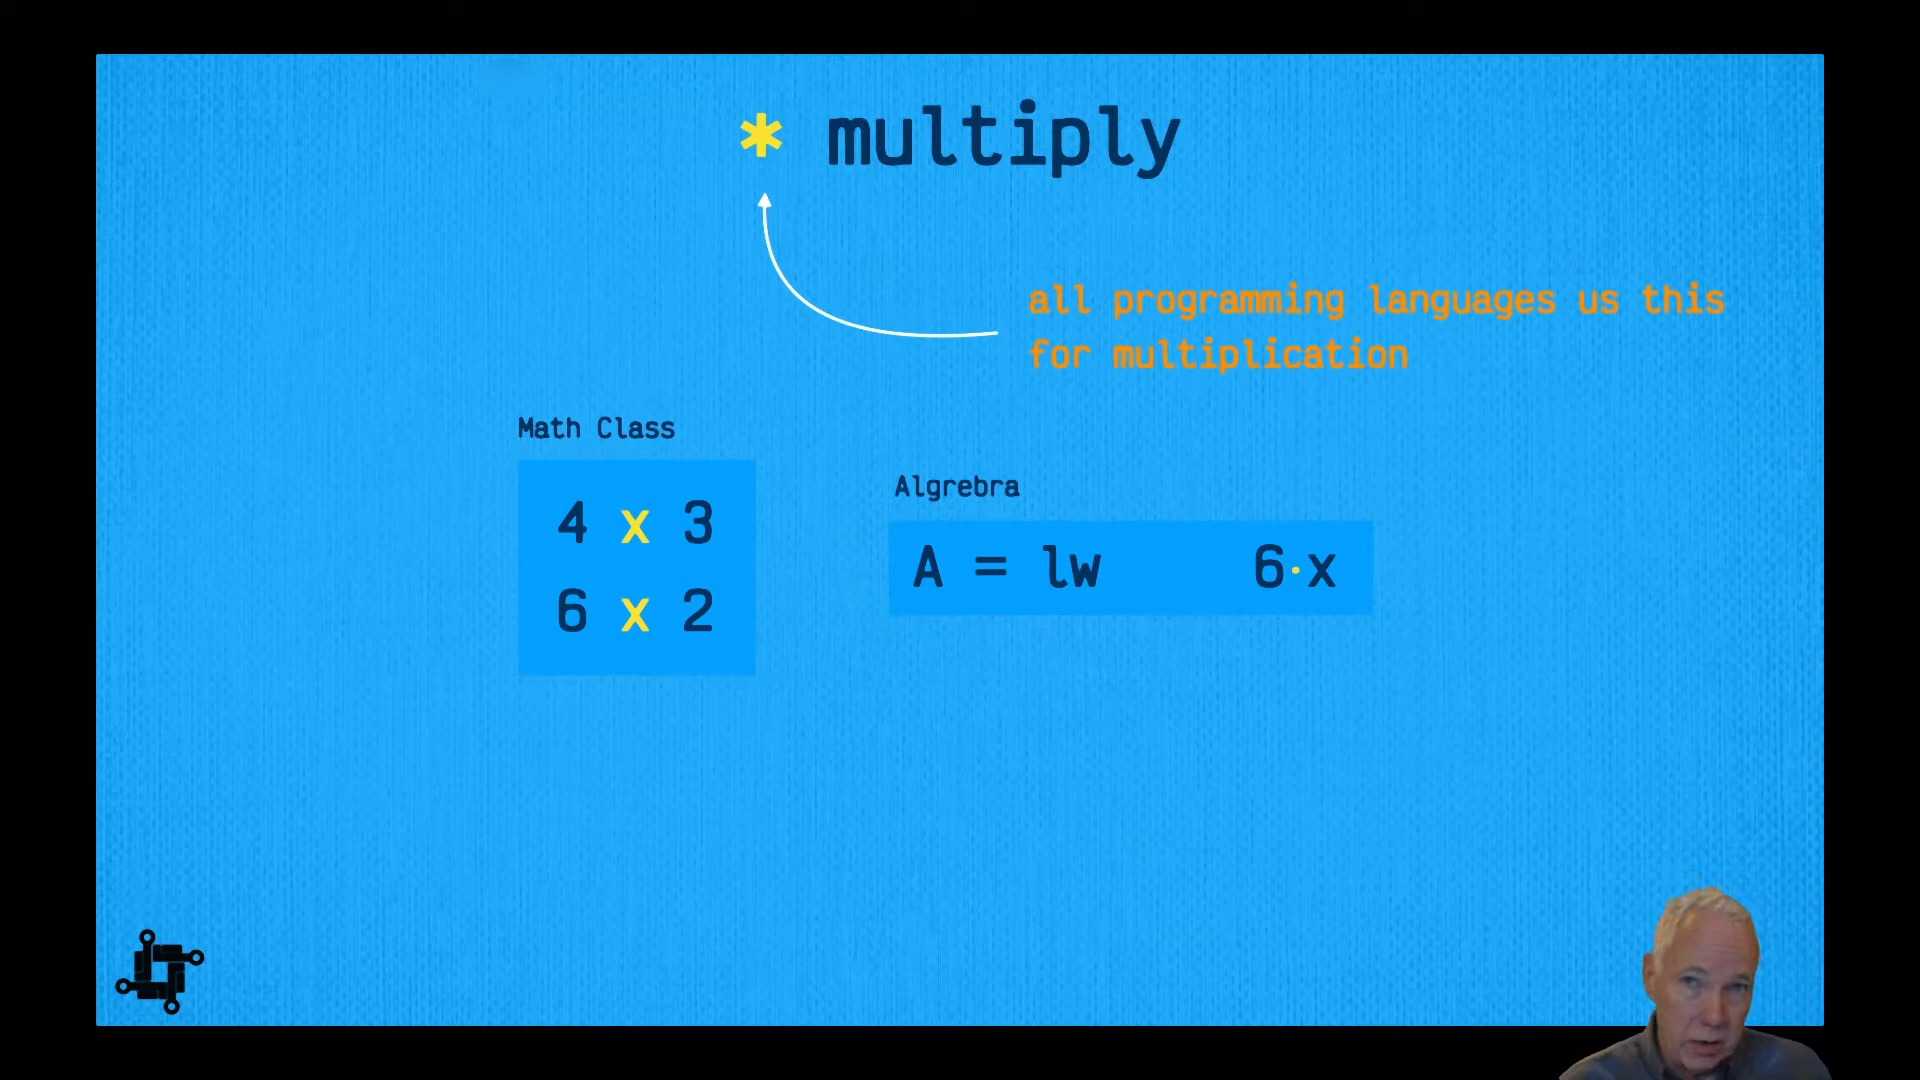 * multiply
all programming languages us this
for multiplication
Math Class
4 x 3
6 x 2
Algrebra
A = lw 6·x